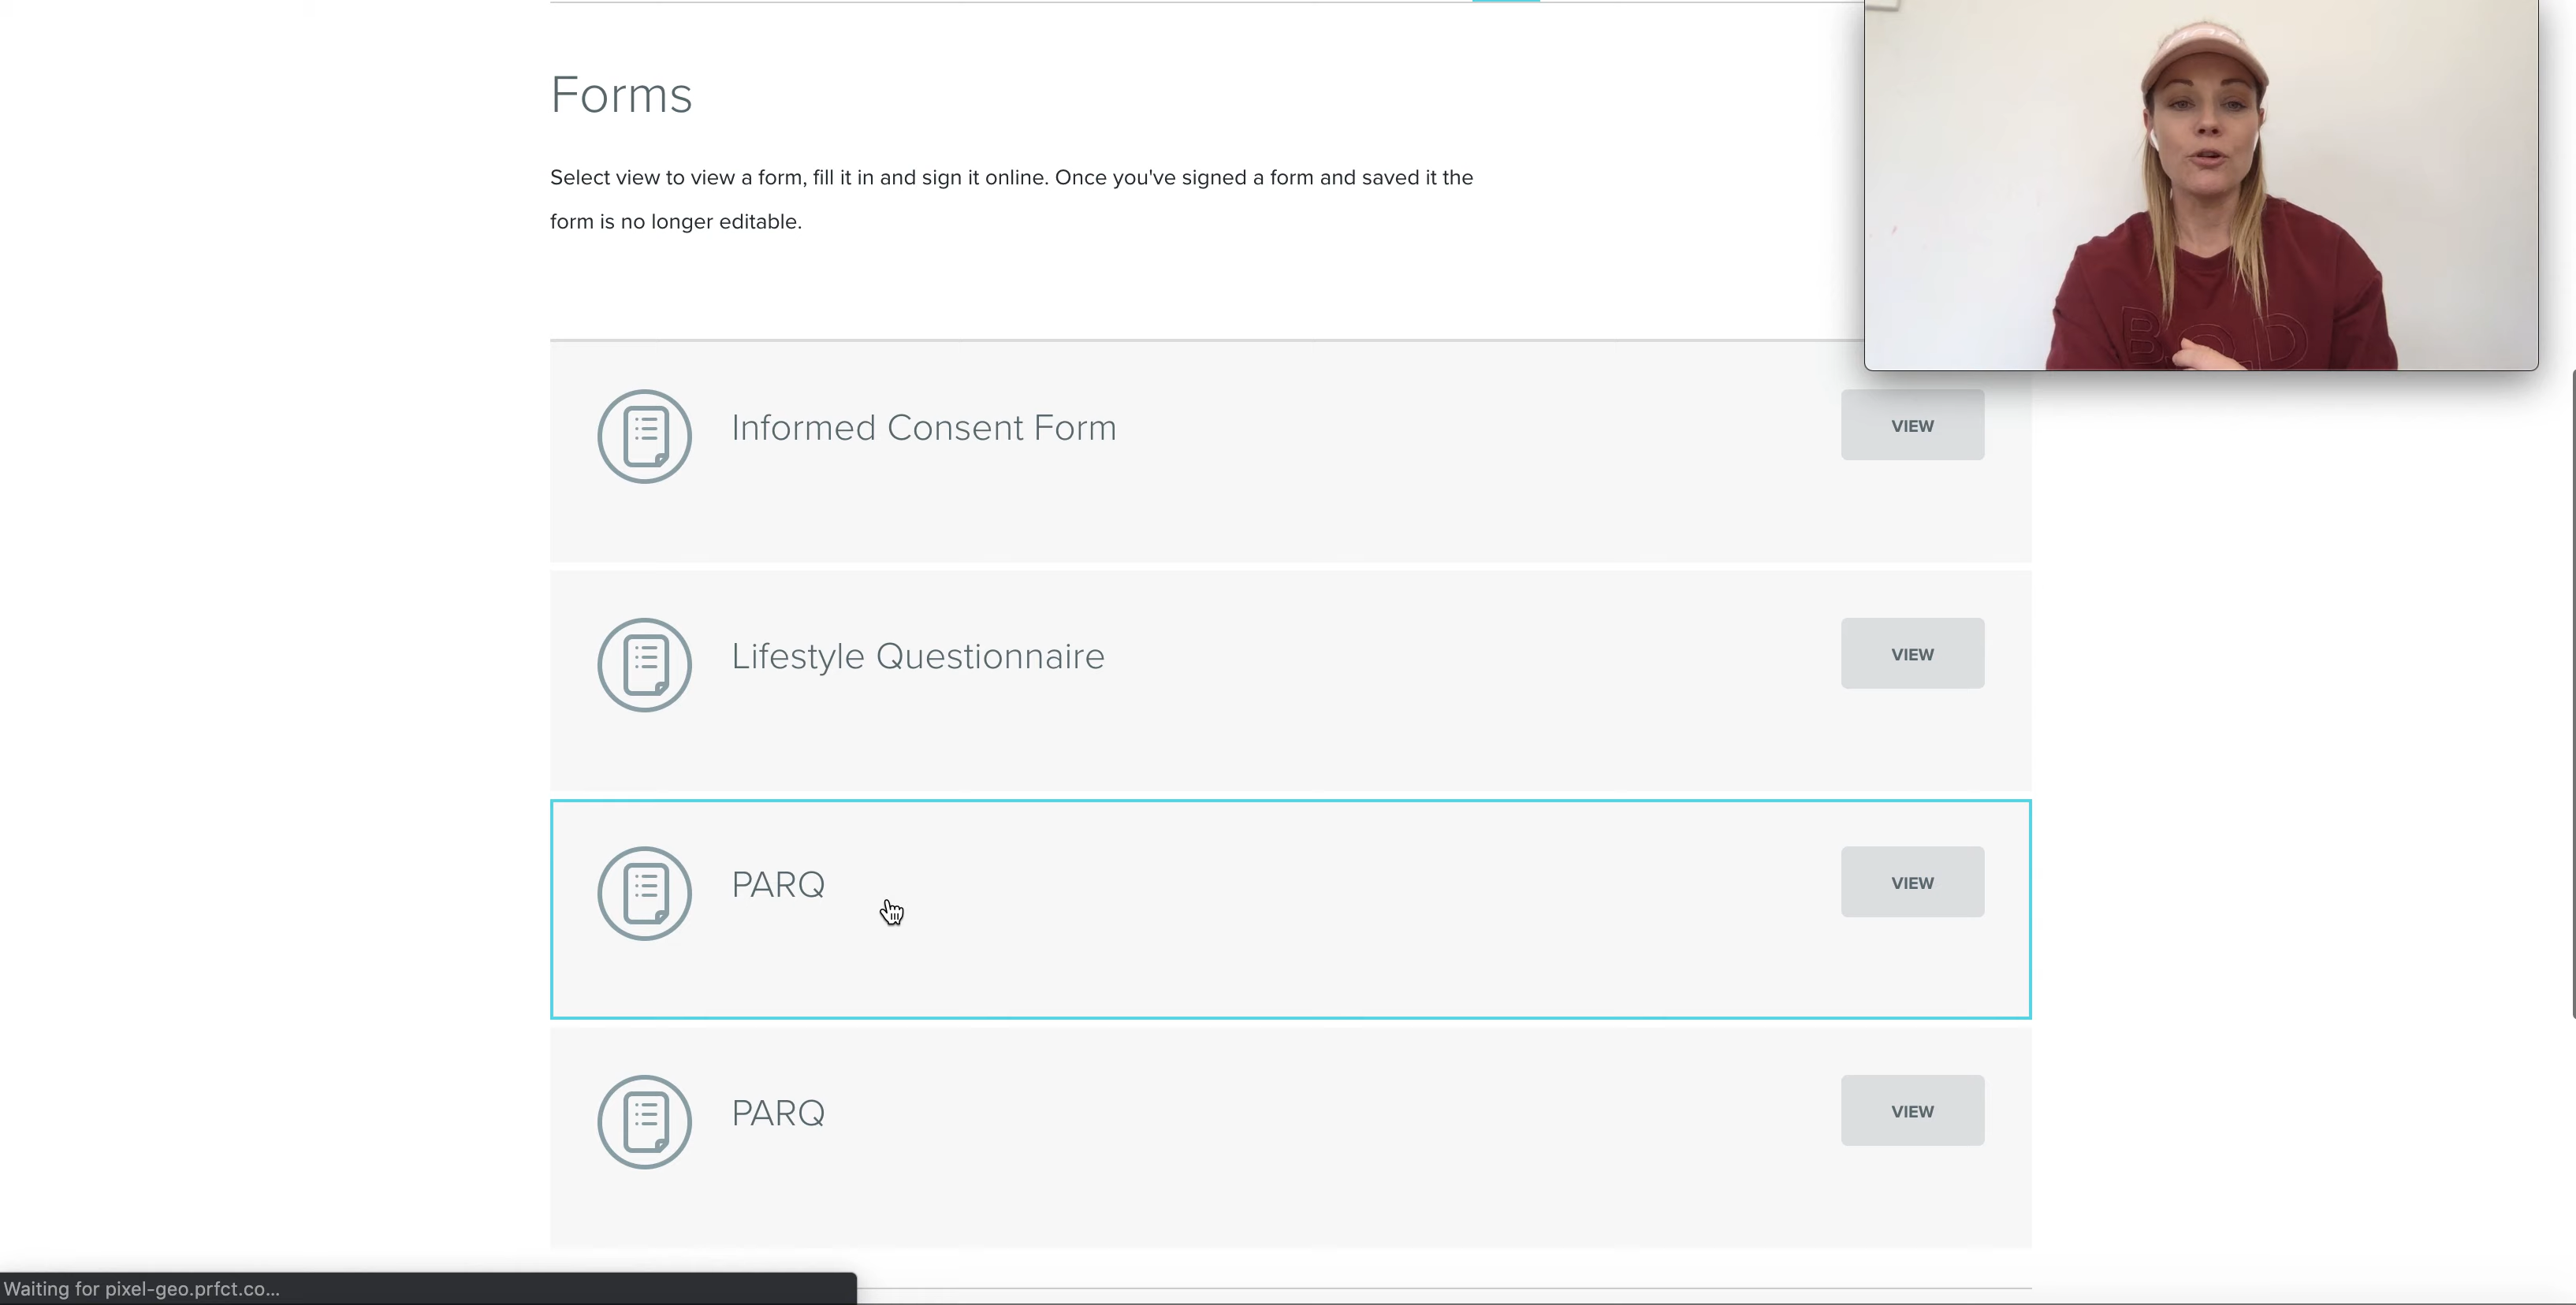 Forms
Select view to view a form, fill it in and sign it online. Once you've signed a form and saved it the
form is no longer editable.
BOD
Informed Consent Form
VIEW
Lifestyle Questionnaire
VIEW
PARQ
VIEW
PARQ
VIEW
Waiting for pixel-geo.prfct.co...